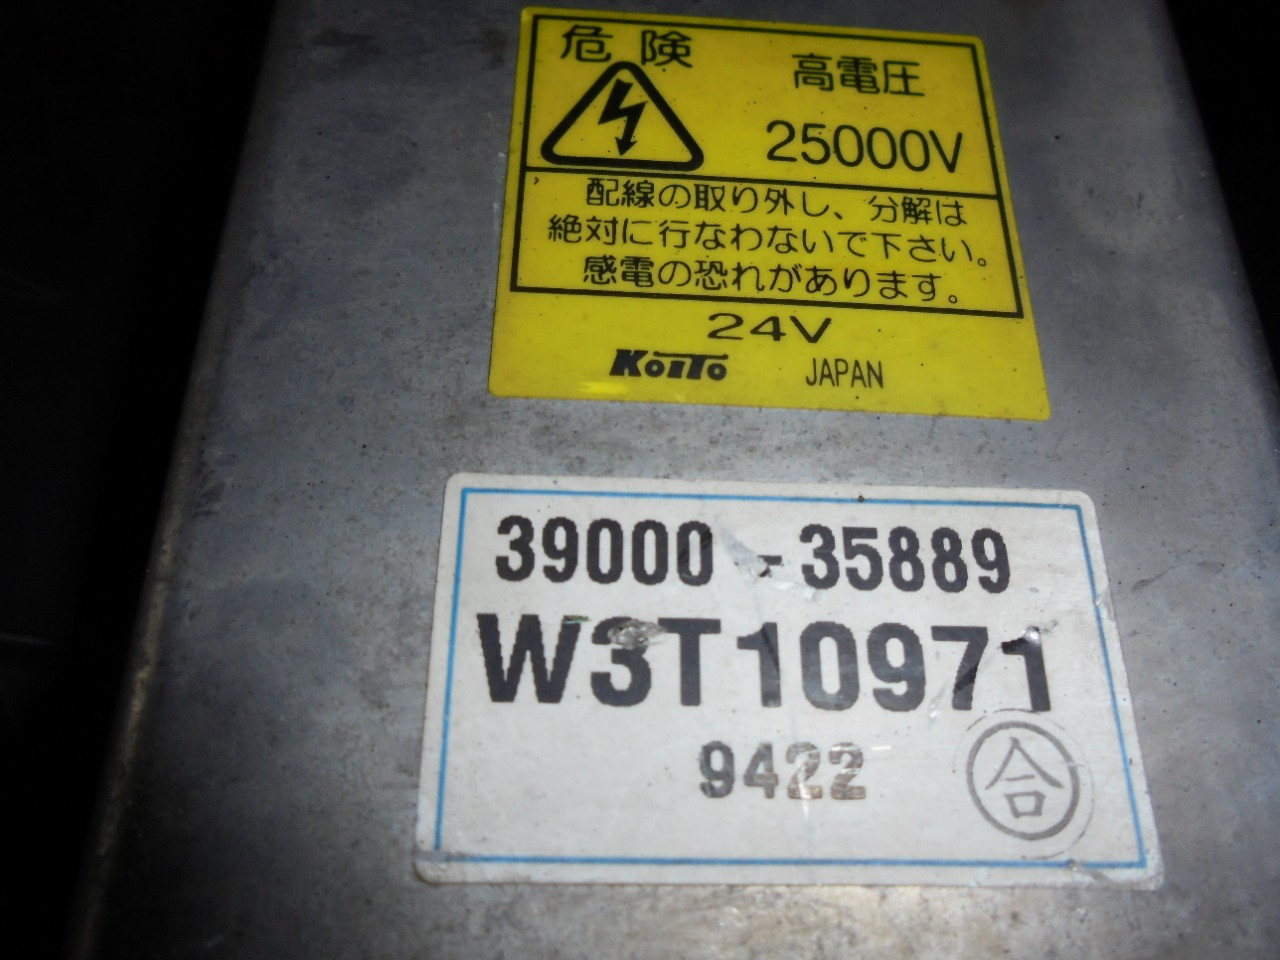 危険
高電圧
25000V
配線の取り外し、分解は
絶対に行なわないで下さい。
感電の恐れがあります。
24V
KOITO JAPAN
39000-35889
W3T10971
9422
合